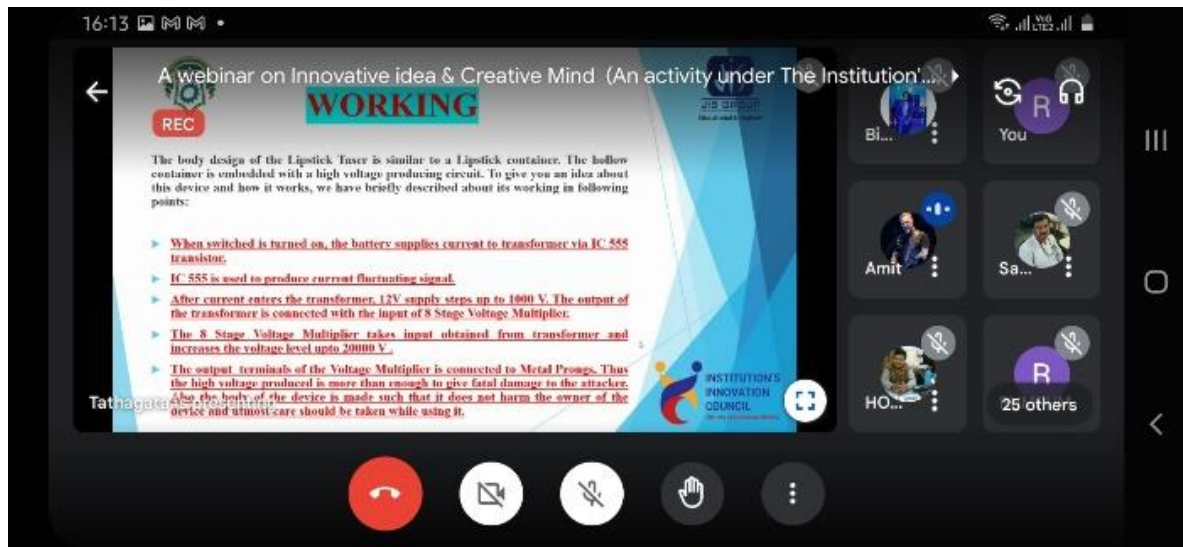 16:13
VoD
LTE2
A webinar on Innovative idea & Creative Mind (An activity under The Institution'...
REC
WORKING
JIS GROUP
The body design of the Lipstick Taser is similar to a Lipstick container. The hollow
container is embedded with a high voltage producing circuit. To give you an idea about
this device and how it works, we have briefly described about its working in following
points:
When switched is turned on, the battery supplies current to transformer via IC 555
transistor.
IC 555 is used to produce current fluctuating signal.
After current enters the transformer, 12V supply steps up to 1000 V. The output of
the transformer is connected with the input of 8 Stage Voltage Multiplier.
The 8 Stage Voltage Multiplier takes input obtained from transformer and
increases the voltage level upto 20000 V .
The output terminals of the Voltage Multiplier is connected to Metal Prongs. Thus
the high voltage produced is more than enough to give fatal damage to the attacker.
Also the body of the device is made such that it does not harm the owner of the
device and utmost care should be taken while using it.
Tathagata is presenting
INSTITUTION'S
INNOVATION
COUNCIL
Bi...
R
You
Amit
Sa...
HO...
R
25 others